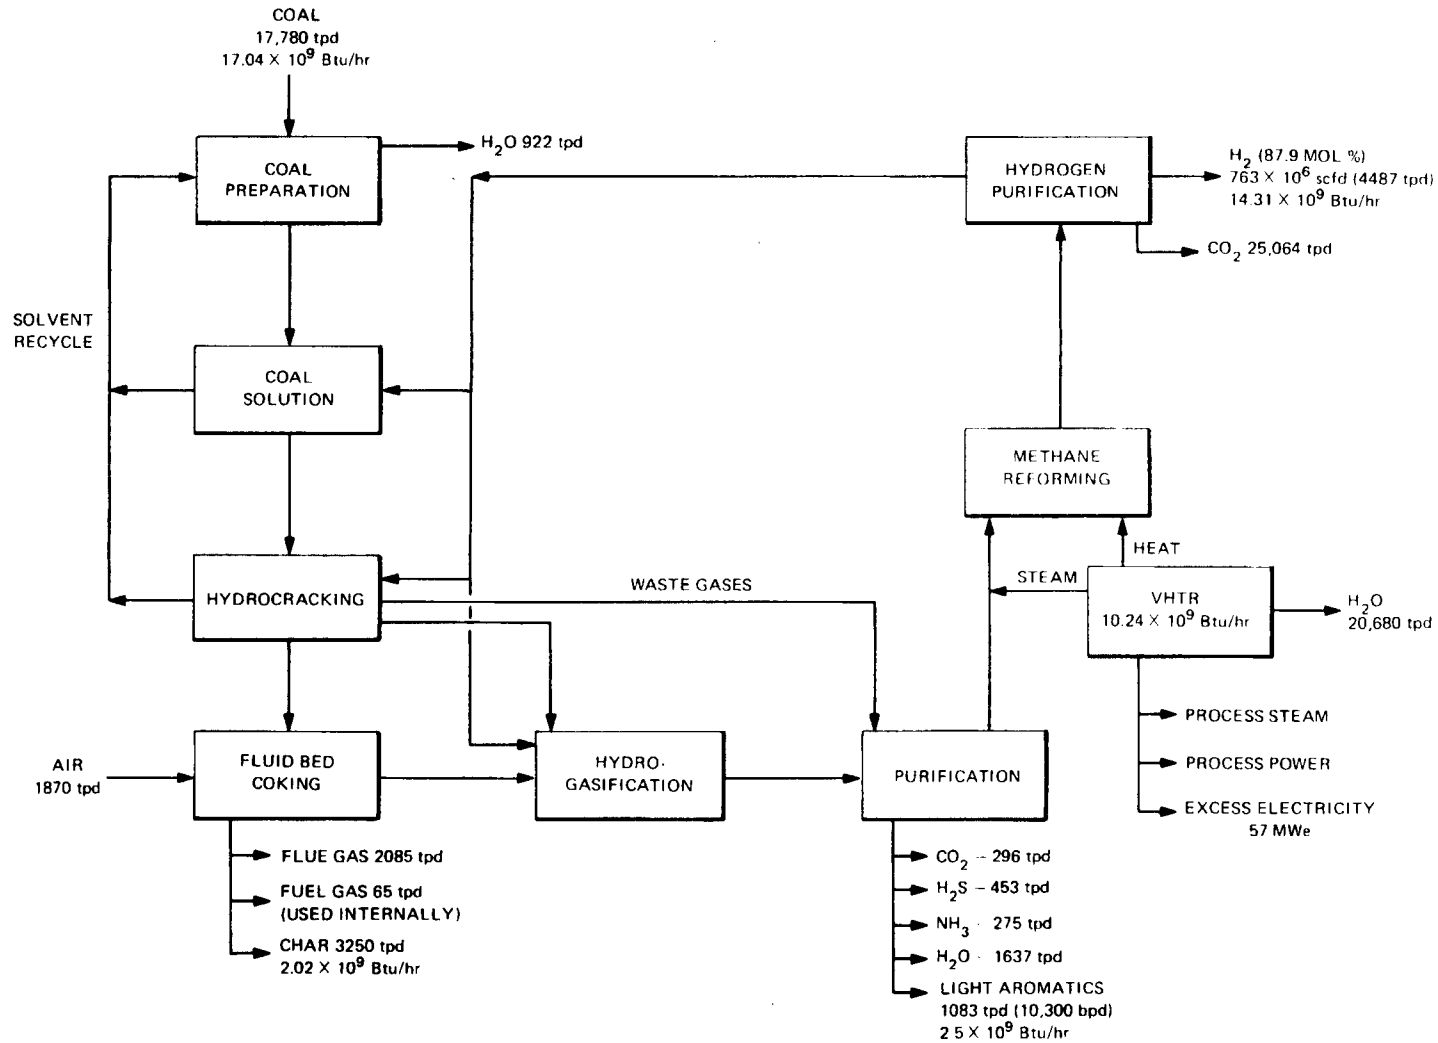 COAL
17,780 tpd
17.04 × 10⁹ Btu/hr
COAL
PREPARATION
H₂O 922 tpd
HYDROGEN
PURIFICATION
H₂ (87.9 MOL %)
763 × 10⁶ scfd (4487 tpd)
14.31 × 10⁹ Btu/hr
CO₂ 25,064 tpd
SOLVENT
RECYCLE
COAL
SOLUTION
METHANE
REFORMING
HEAT
STEAM
HYDROCRACKING
WASTE GASES
VHTR
10.24 × 10⁹ Btu/hr
H₂O
20,680 tpd
PROCESS STEAM
PROCESS POWER
EXCESS ELECTRICITY
57 MWe
AIR
1870 tpd
FLUID BED
COKING
HYDRO-
GASIFICATION
PURIFICATION
FLUE GAS 2085 tpd
FUEL GAS 65 tpd
(USED INTERNALLY)
CHAR 3250 tpd
2.02 × 10⁹ Btu/hr
CO₂ – 296 tpd
H₂S – 453 tpd
NH₃ - 275 tpd
H₂O - 1637 tpd
LIGHT AROMATICS
1083 tpd (10,300 bpd)
2.5 × 10⁹ Btu/hr